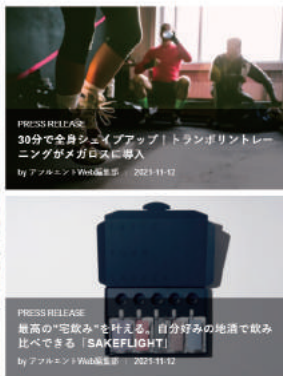 PRESS RELEASE
30分で全身シェイプアップ！トランポリントレー
ニングがメガロスに導入
by アフルエントWeb編集部 | 2021-11-12
PRESS RELEASE
最高の"宅飲み"を叶える。自分好みの地酒で飲み
比べできる「SAKEFLIGHT」
by アフルエントWeb編集部 | 2021-11-12